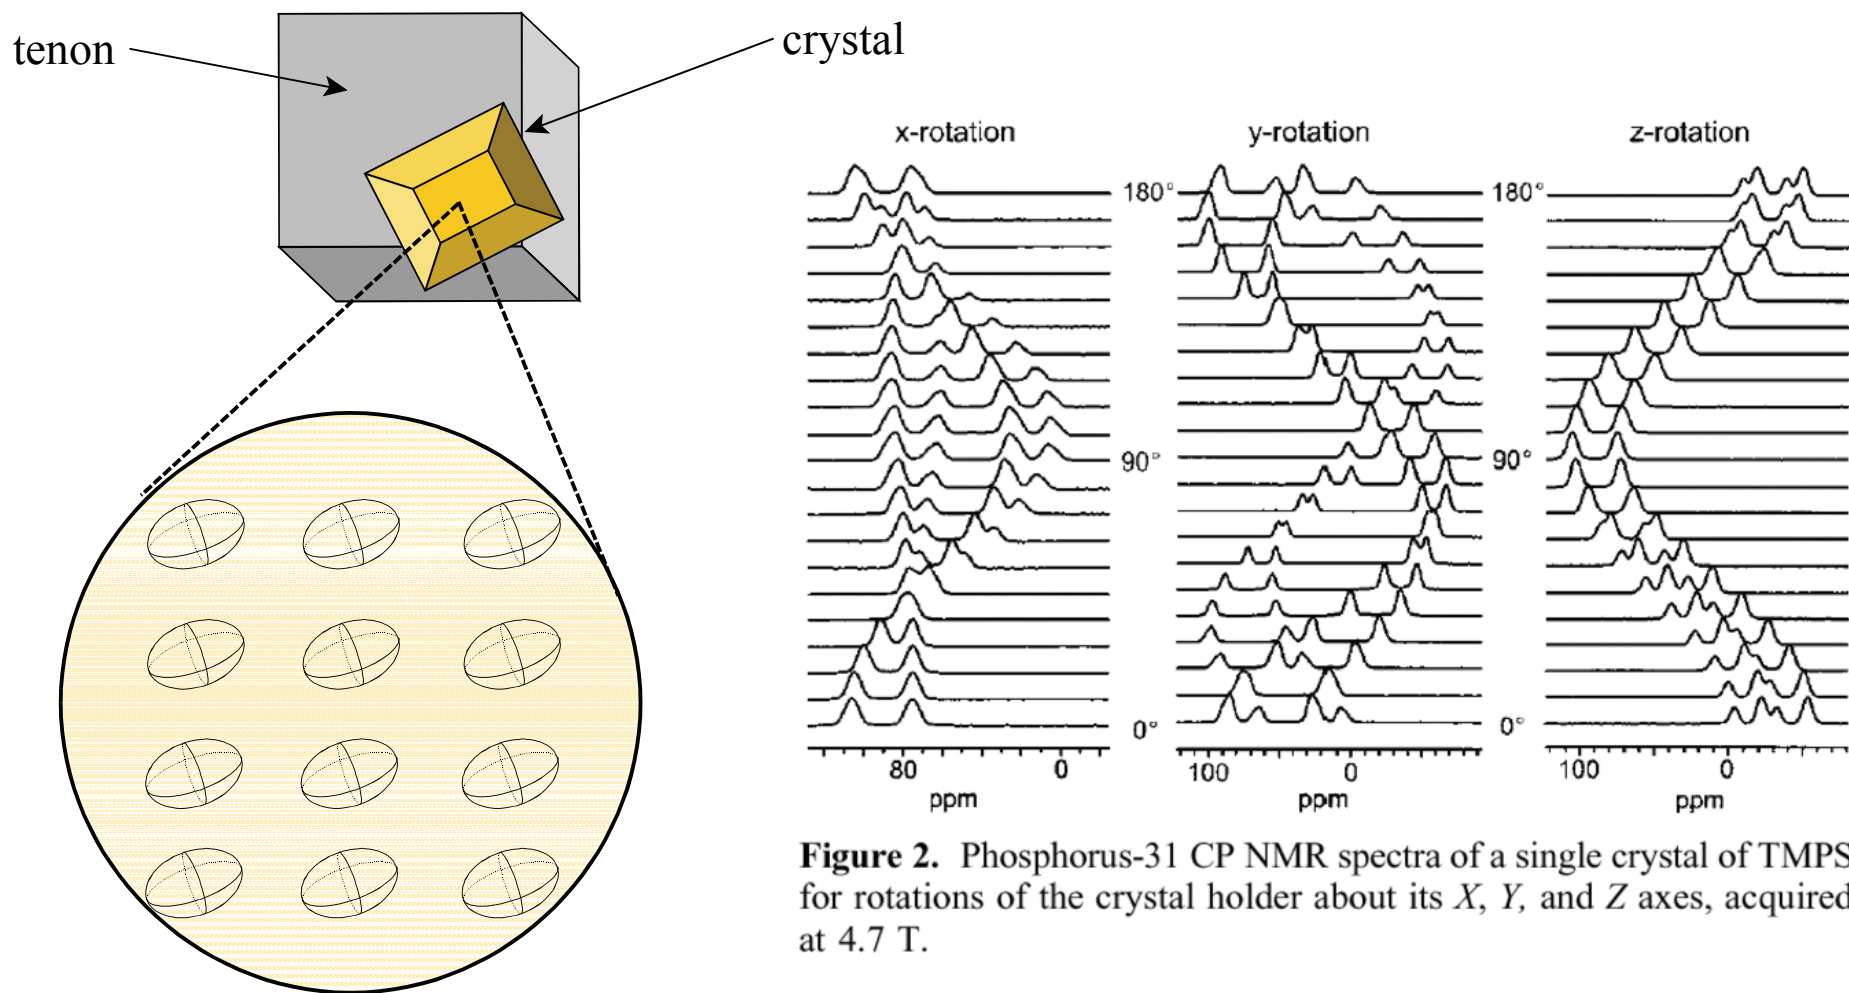 tenon
crystal
x-rotation
y-rotation
z-rotation
180°
180°
90°
90°
0°
0°
80 0
100 0
100 0
ppm
ppm
ppm
Figure 2. Phosphorus-31 CP NMR spectra of a single crystal of TMPS
for rotations of the crystal holder about its X, Y, and Z axes, acquired
at 4.7 T.